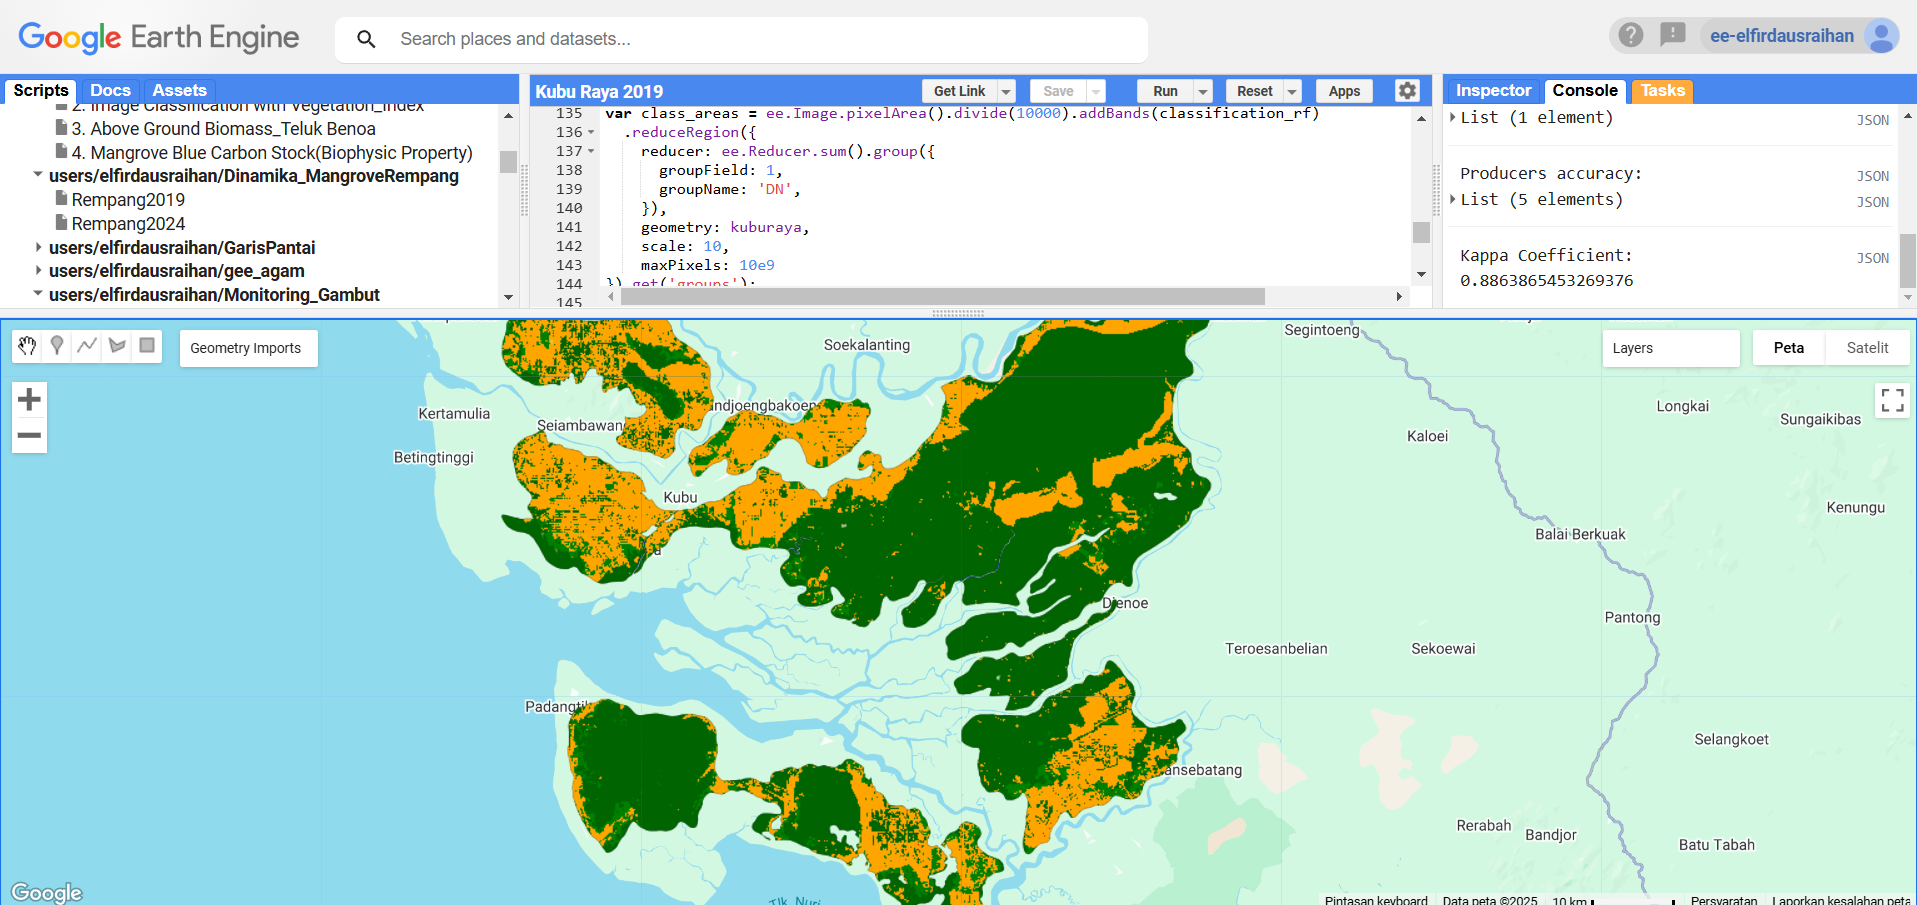 Google Earth Engine
Search places and datasets...
ee-elfirdausraihan
Scripts
Docs
Assets
2. Image Classification with Vegetation_Index
3. Above Ground Biomass_Teluk Benoa
4. Mangrove Blue Carbon Stock(Biophysic Property)
users/elfirdausraihan/Dinamika_MangroveRempang
Rempang2019
Rempang2024
users/elfirdausraihan/GarisPantai
users/elfirdausraihan/gee_agam
users/elfirdausraihan/Monitoring_Gambut
Kubu Raya 2019
Get Link
Save
Run
Reset
Apps
135 var class_areas = ee.Image.pixelArea().divide(10000).addBands(classification_rf)
136 .reduceRegion({
137 reducer: ee.Reducer.sum().group({
138 groupField: 1,
139 groupName: 'DN',
140 }),
141 geometry: kuburaya,
142 scale: 10,
143 maxPixels: 10e9
144 }).get('groups');
145
Inspector
Console
Tasks
List (1 element) JSON
Producers accuracy: JSON
List (5 elements) JSON
Kappa Coefficient: JSON
0.8863865453269376
Geometry Imports
Layers
Peta
Satelit
Segintoeng
Soekalanting
Kertamulia
ndjoengbakoen
Seiambawan
Longkai
Sungaikibas
Kaloei
Betingtinggi
Kubu
Kenungu
Balai Berkuak
Dienoe
Pantong
Teroesanbelian
Sekoewai
Padangti
Selangkoet
ansebatang
Rerabah
Bandjor
Batu Tabah
Tlk. Nuri
Google
Pintasan keyboard
Data peta ©2025
10 km
Persyaratan
Laporkan kesalahan peta